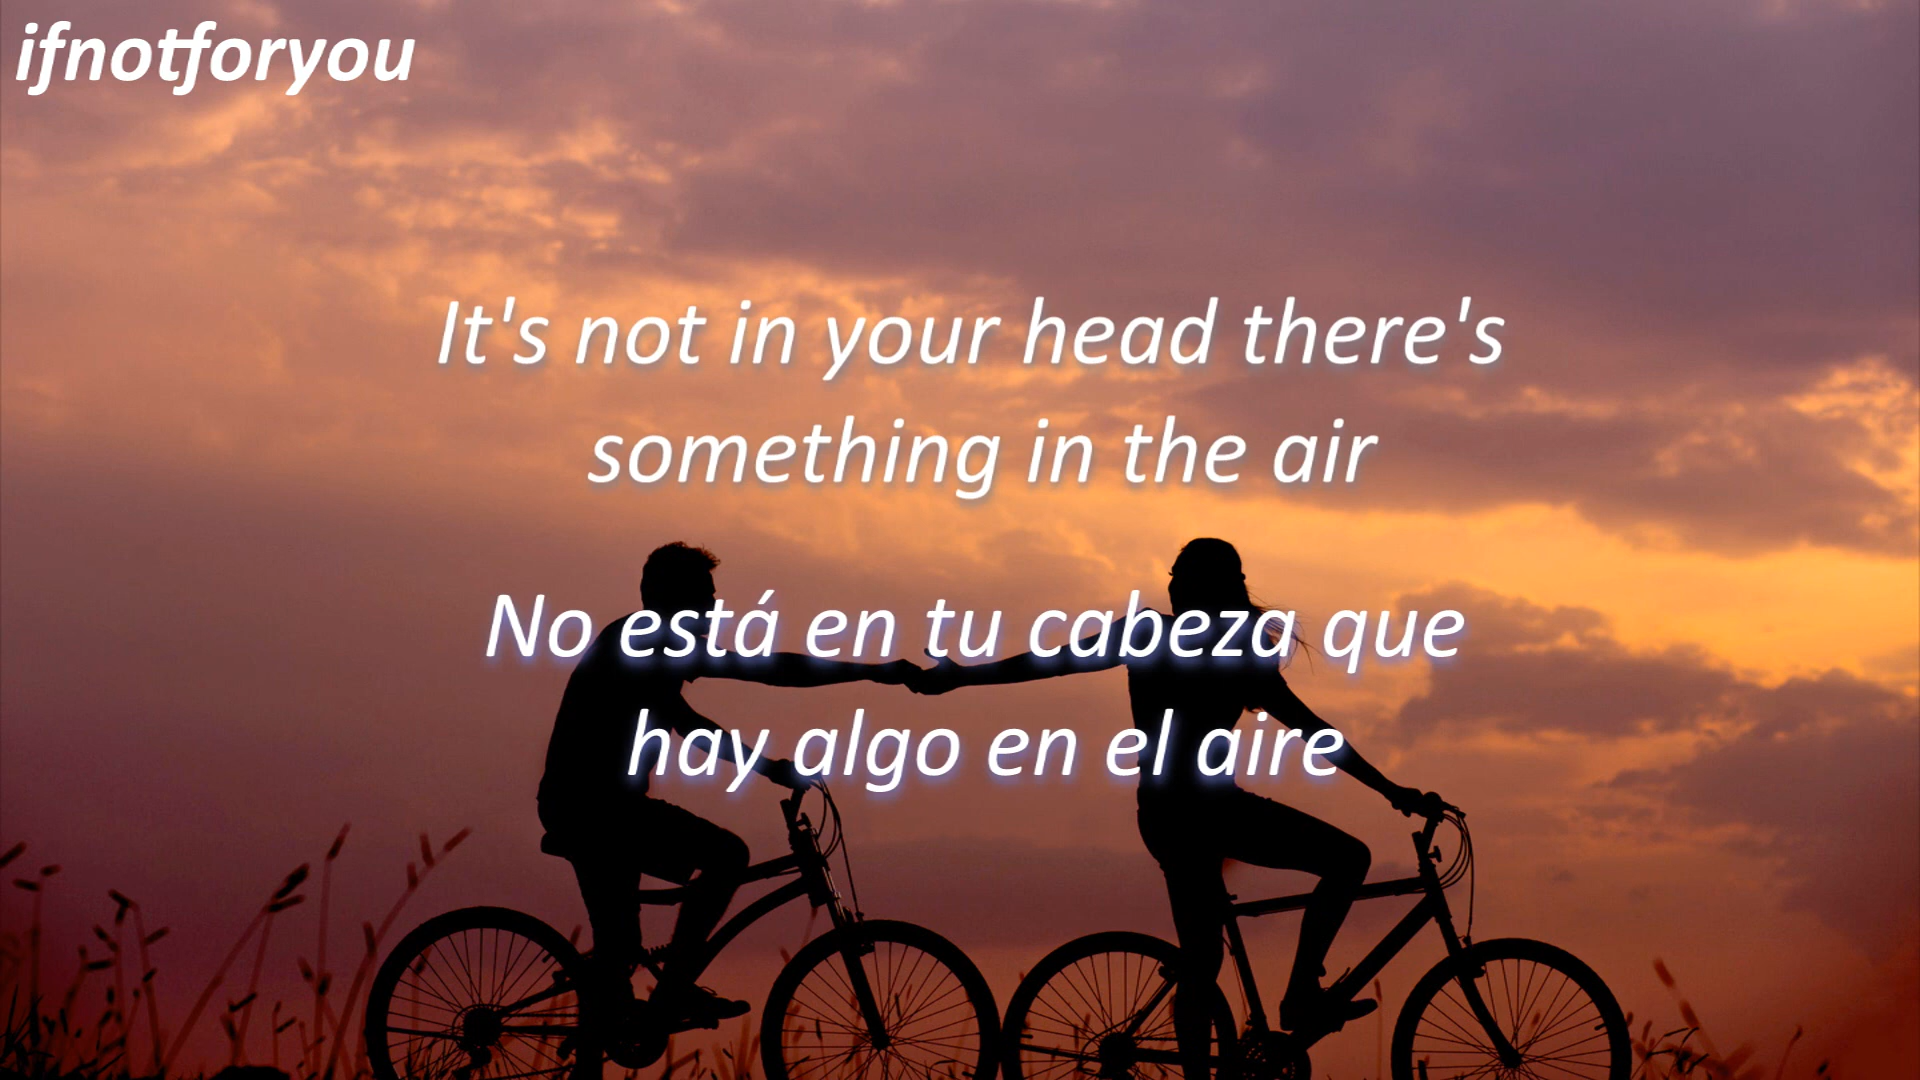 ifnotforyou
It's not in your head there's
something in the air
No está en tu cabeza que
hay algo en el aire